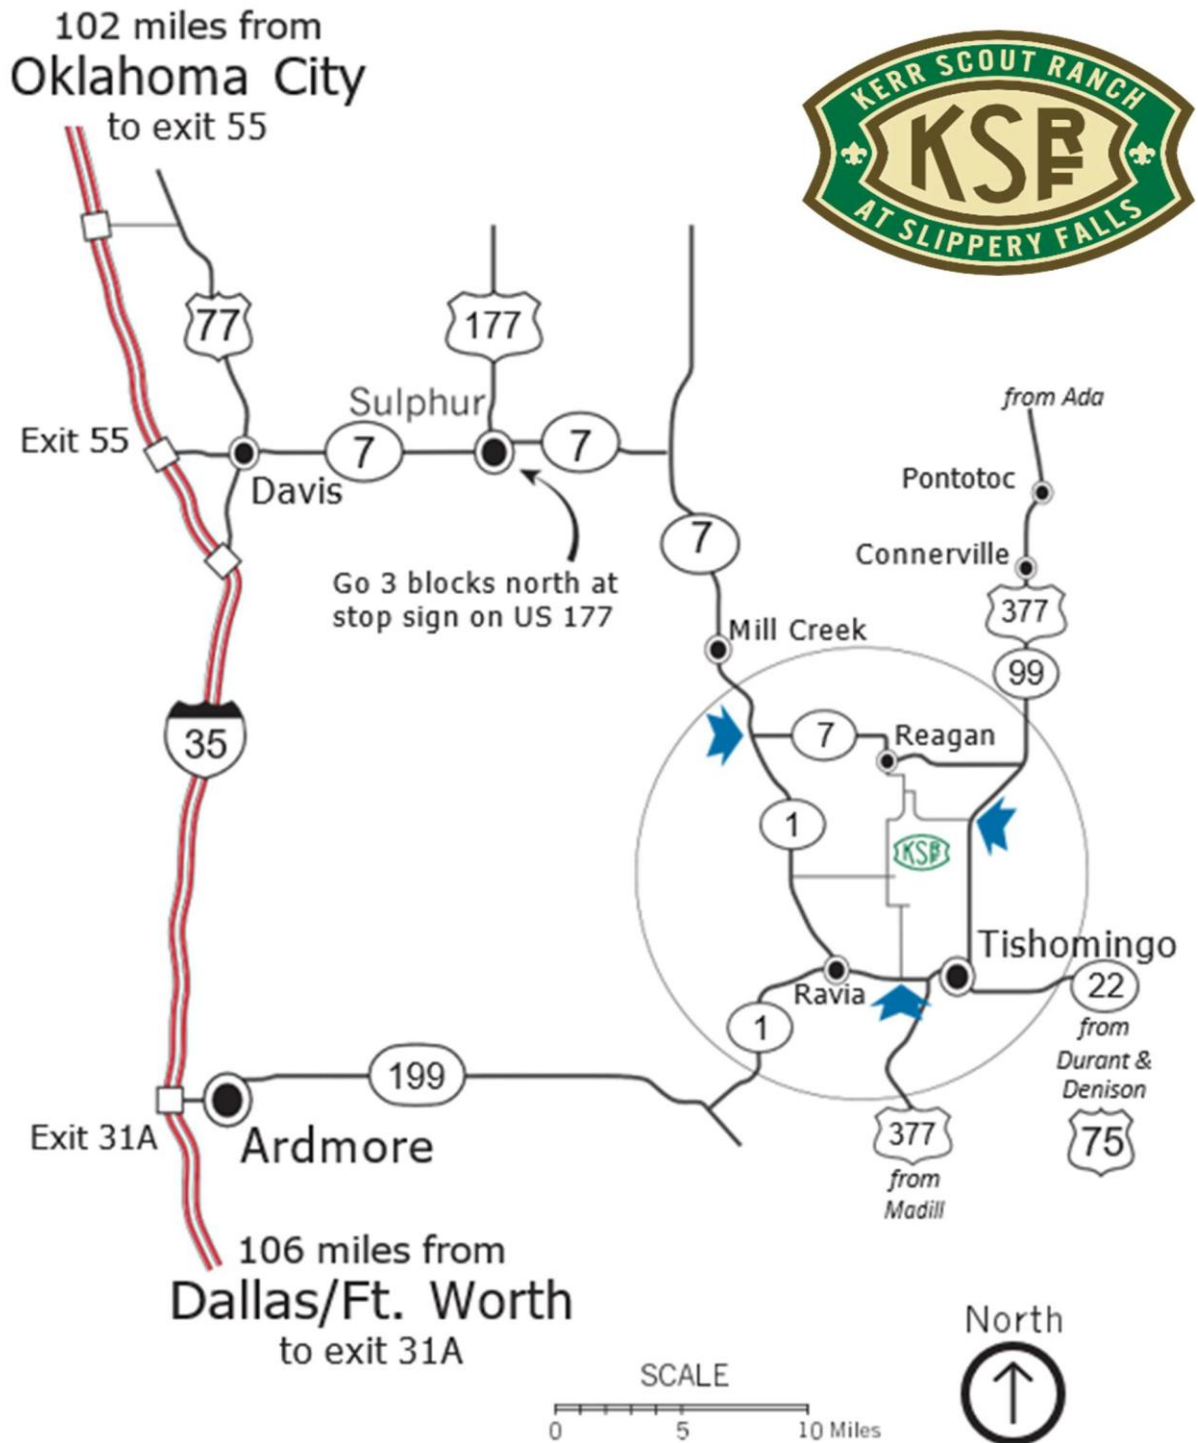 102 miles from
Oklahoma City
to exit 55
KERR SCOUT RANCH
KSRF
AT SLIPPERY FALLS
77
177
Sulphur
from Ada
Exit 55
7
7
Davis
Pontotoc
7
Connerville
Go 3 blocks north at
stop sign on US 177
377
Mill Creek
99
35
7
Reagan
1
KSRF
Tishomingo
Ravia
22
from
Durant &
Denison
75
1
199
Exit 31A
Ardmore
377
from
Madill
106 miles from
Dallas/Ft. Worth
to exit 31A
North
SCALE
0 5 10 Miles